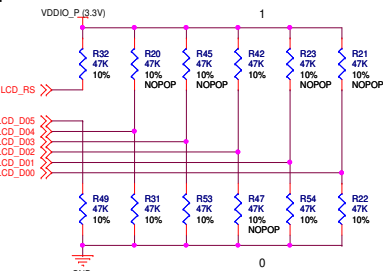 VDDIO_P (3.3V)
1
R32
47K
10%
R20
47K
10%
NOPOP
R45
47K
10%
NOPOP
R42
47K
10%
R23
47K
10%
NOPOP
R21
47K
10%
NOPOP
LCD_RS
LCD_D05
LCD_D04
LCD_D03
LCD_D02
LCD_D01
LCD_D00
R49
47K
10%
R31
47K
10%
R53
47K
10%
R47
47K
10%
NOPOP
R54
47K
10%
R22
47K
10%
0